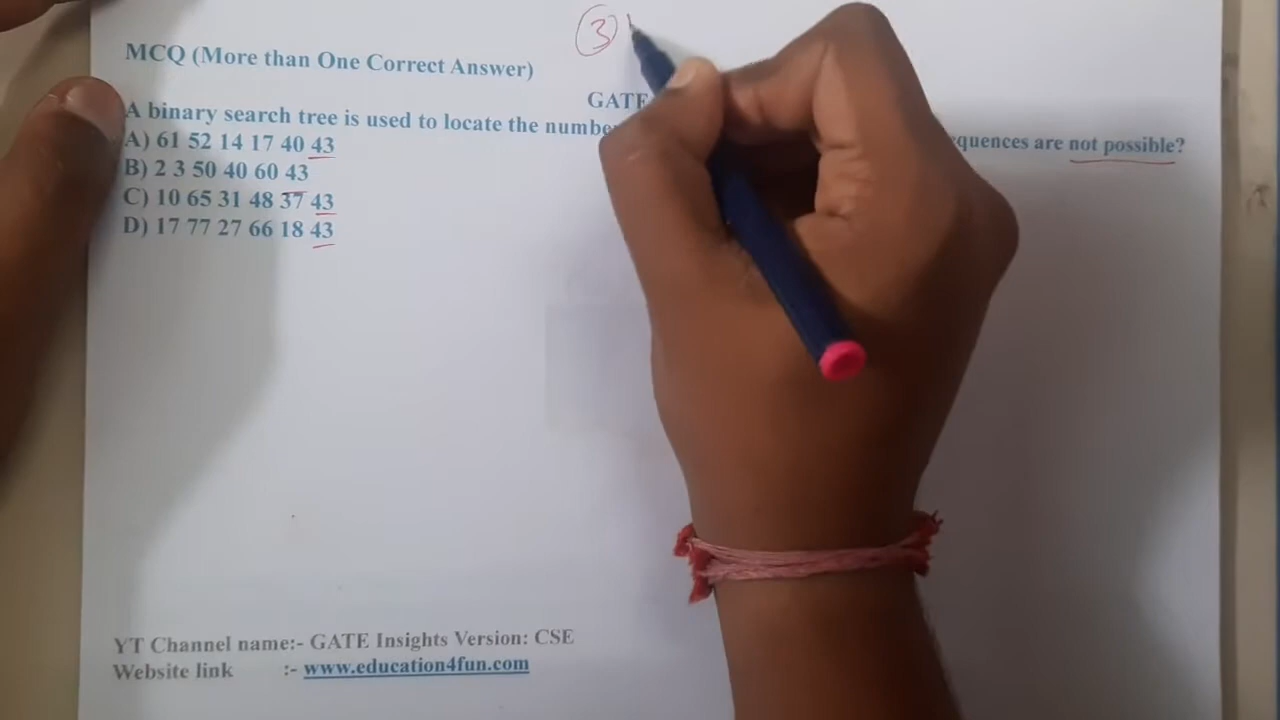 3
MCQ (More than One Correct Answer)
GATE
A binary search tree is used to locate the sequences are not possible?
A) 61 52 14 17 40 43
B) 2 3 50 40 60 43
C) 10 65 31 48 37 43
D) 17 77 27 66 18 43
YT Channel name:- GATE Insights Version: CSE
Website link :- www.education4fun.com